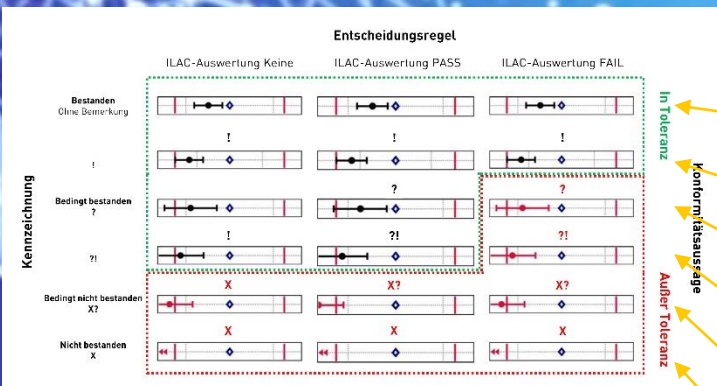 Entscheidungsregel
ILAC-Auswertung Keine ILAC-Auswertung PASS ILAC-Auswertung FAIL
Kennzeichnung
Bestanden
Ohne Bemerkung
! ! !
!
? ?
Bedingt bestanden
?
! ?! ?!
?!
X X? X?
Bedingt nicht bestanden
X?
X X X
Nicht bestanden
X
In Toleranz
Außer Toleranz
Konformitätsaussage